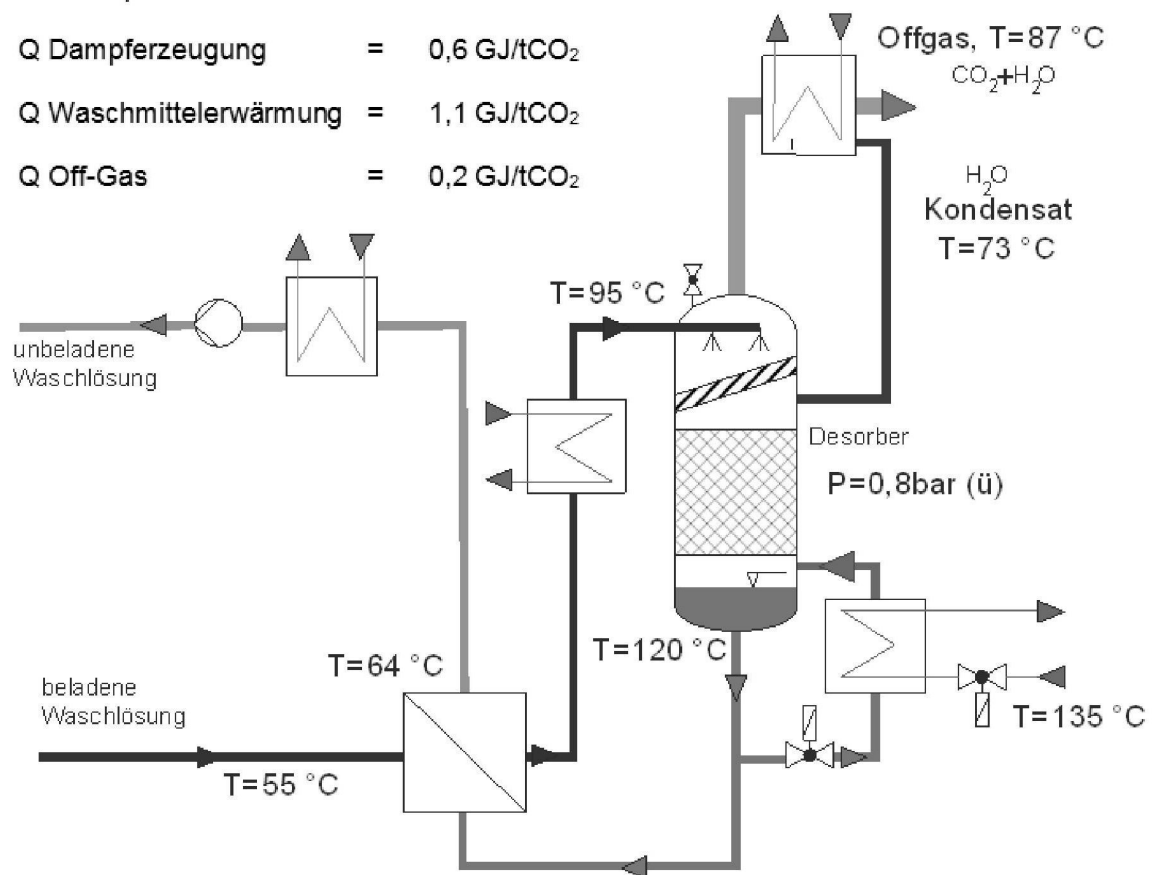 Q Dampferzeugung = 0,6 GJ/tCO₂
Q Waschmittelerwärmung = 1,1 GJ/tCO₂
Q Off-Gas = 0,2 GJ/tCO₂
Offgas, T=87 °C
CO₂+H₂O
H₂O
Kondensat
T=73 °C
T=95 °C
unbeladene
Waschlösung
Desorber
P=0,8bar (ü)
T=120 °C
T=64 °C
beladene
Waschlösung
T=135 °C
T=55 °C